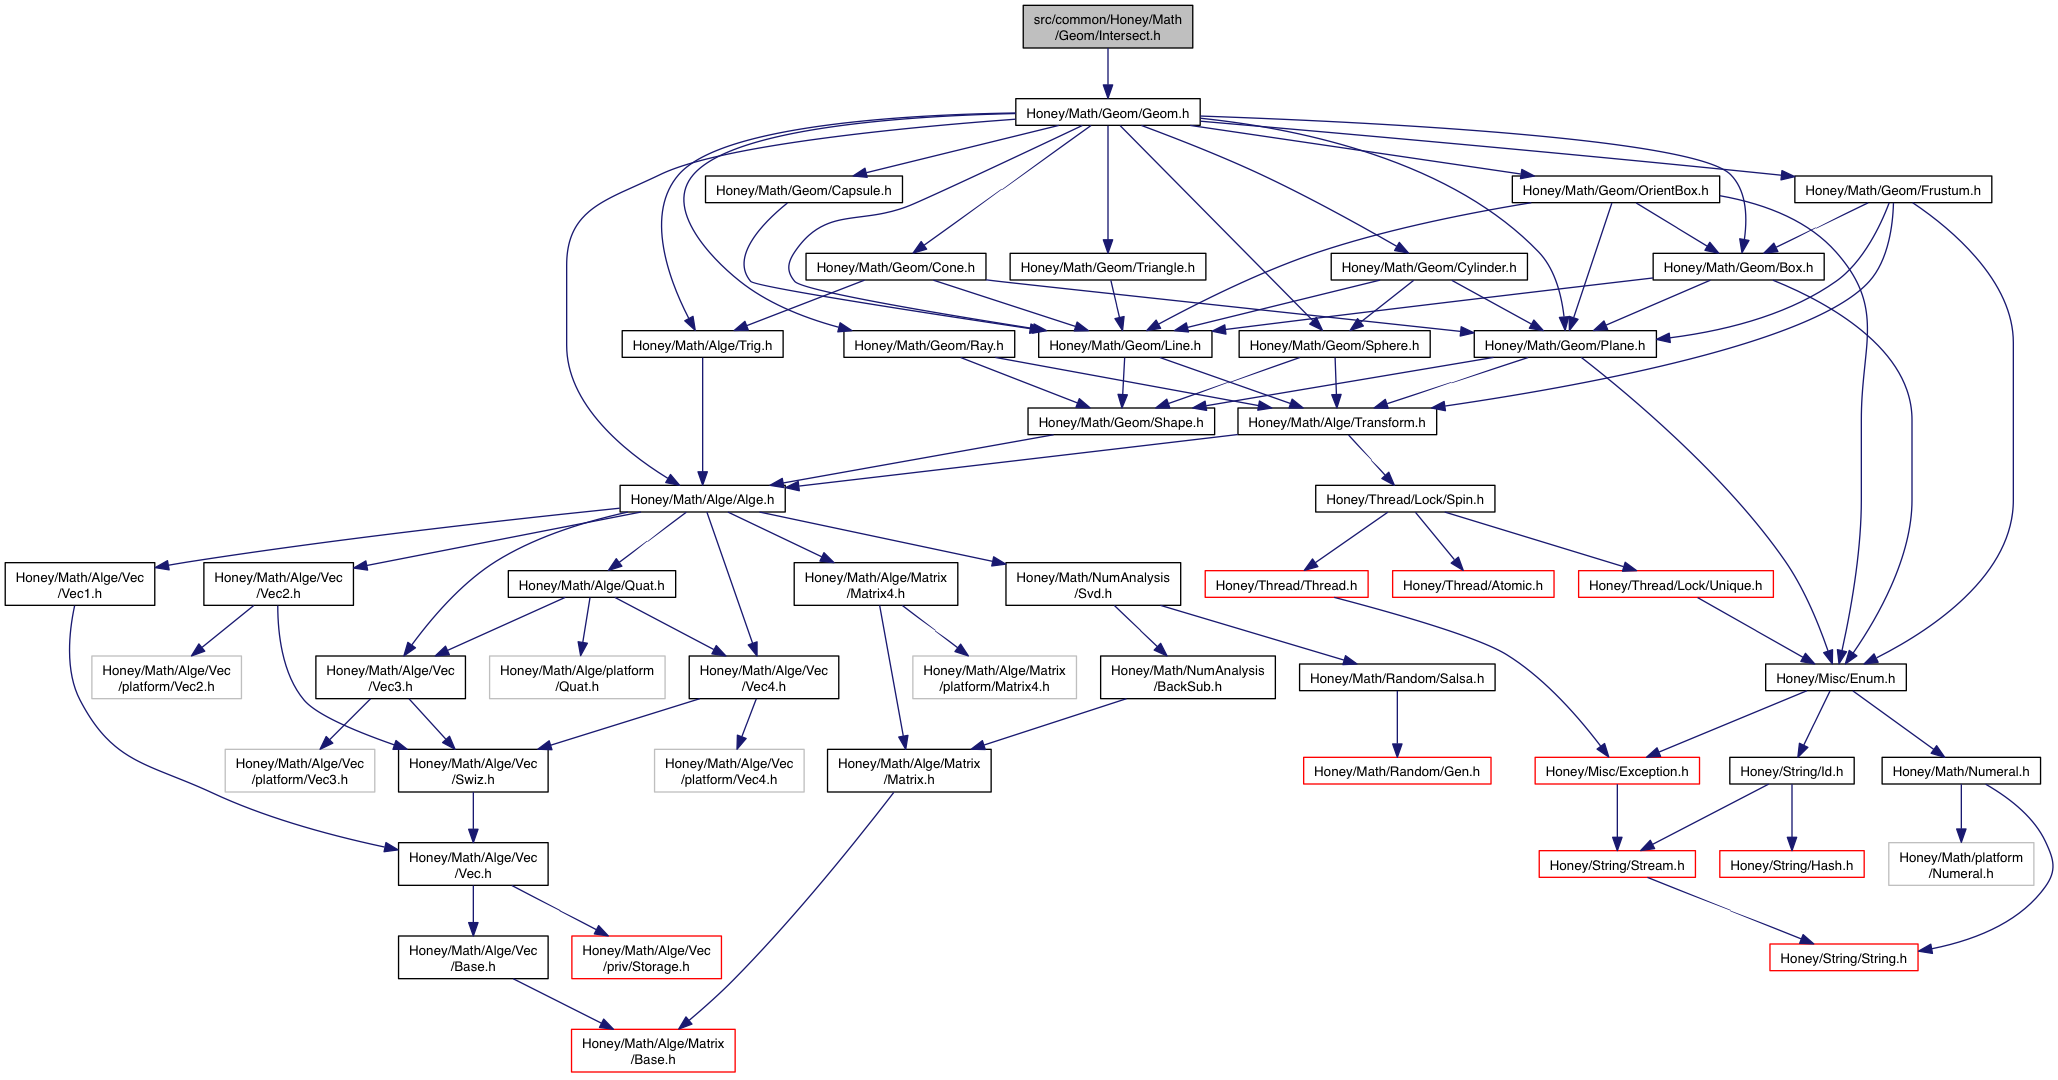 src/common/Honey/Math
/Geom/Intersect.h
Honey/Math/Geom/Geom.h
Honey/Math/Geom/Capsule.h
Honey/Math/Geom/OrientBox.h
Honey/Math/Geom/Frustum.h
Honey/Math/Geom/Cone.h
Honey/Math/Geom/Triangle.h
Honey/Math/Geom/Cylinder.h
Honey/Math/Geom/Box.h
Honey/Math/Alge/Trig.h
Honey/Math/Geom/Ray.h
Honey/Math/Geom/Line.h
Honey/Math/Geom/Sphere.h
Honey/Math/Geom/Plane.h
Honey/Math/Geom/Shape.h
Honey/Math/Alge/Transform.h
Honey/Math/Alge/Alge.h
Honey/Thread/Lock/Spin.h
Honey/Math/Alge/Vec
/Vec1.h
Honey/Math/Alge/Vec
/Vec2.h
Honey/Math/Alge/Quat.h
Honey/Math/Alge/Matrix
/Matrix4.h
Honey/Math/NumAnalysis
/Svd.h
Honey/Thread/Thread.h
Honey/Thread/Atomic.h
Honey/Thread/Lock/Unique.h
Honey/Math/Alge/Vec
/platform/Vec2.h
Honey/Math/Alge/Vec
/Vec3.h
Honey/Math/Alge/platform
/Quat.h
Honey/Math/Alge/Vec
/Vec4.h
Honey/Math/Alge/Matrix
/platform/Matrix4.h
Honey/Math/NumAnalysis
/BackSub.h
Honey/Math/Random/Salsa.h
Honey/Misc/Enum.h
Honey/Math/Alge/Vec
/platform/Vec3.h
Honey/Math/Alge/Vec
/Swiz.h
Honey/Math/Alge/Vec
/platform/Vec4.h
Honey/Math/Alge/Matrix
/Matrix.h
Honey/Math/Random/Gen.h
Honey/Misc/Exception.h
Honey/String/Id.h
Honey/Math/Numeral.h
Honey/Math/Alge/Vec
/Vec.h
Honey/String/Stream.h
Honey/String/Hash.h
Honey/Math/platform
/Numeral.h
Honey/Math/Alge/Vec
/Base.h
Honey/Math/Alge/Vec
/priv/Storage.h
Honey/String/String.h
Honey/Math/Alge/Matrix
/Base.h